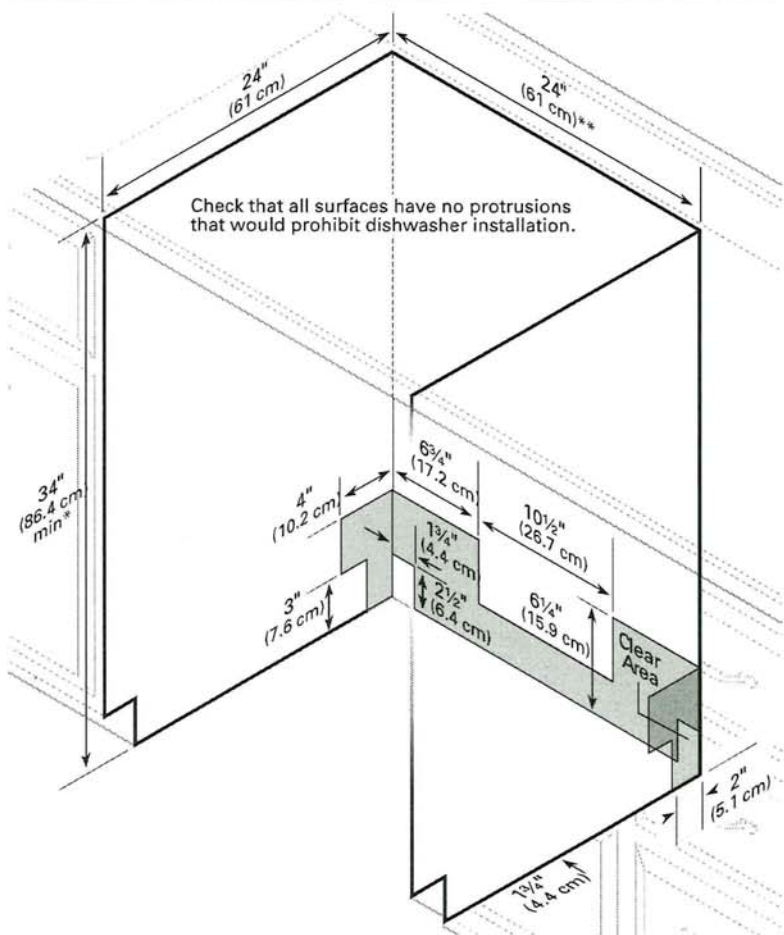 24"
(61 cm)
24"
(61 cm)**
Check that all surfaces have no protrusions
that would prohibit dishwasher installation.
34"
(86.4 cm)
min*
4"
(10.2 cm)
6¾"
(17.2 cm)
10½"
(26.7 cm)
1¾"
(4.4 cm)
3"
(7.6 cm)
2½"
(6.4 cm)
6¼"
(15.9 cm)
Clear
Area
2"
(5.1 cm)
1¾"
(4.4 cm)